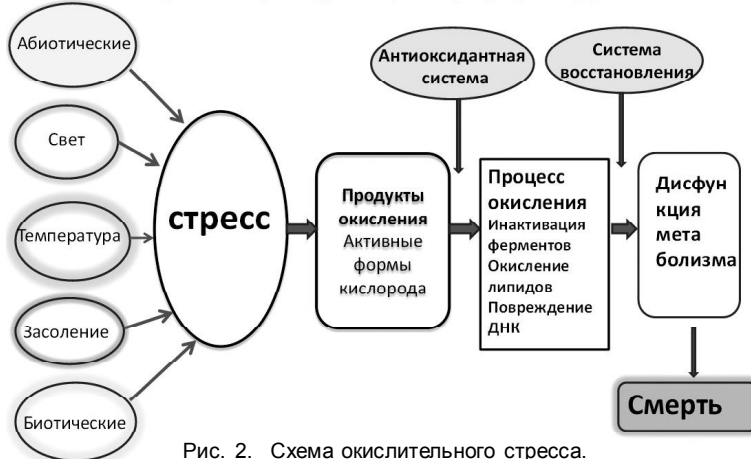 Абиотические
Свет
Температура
Засоление
Биотические
стресс
Продукты
окисления
Активные
формы
кислорода
Антиоксидантная
система
Процесс
окисления
Инактивация
ферментов
Окисление
липидов
Повреждение
ДНК
Система
восстановления
Дисфун
кция
мета
болизма
Смерть
Рис. 2. Схема окислительного стресса.